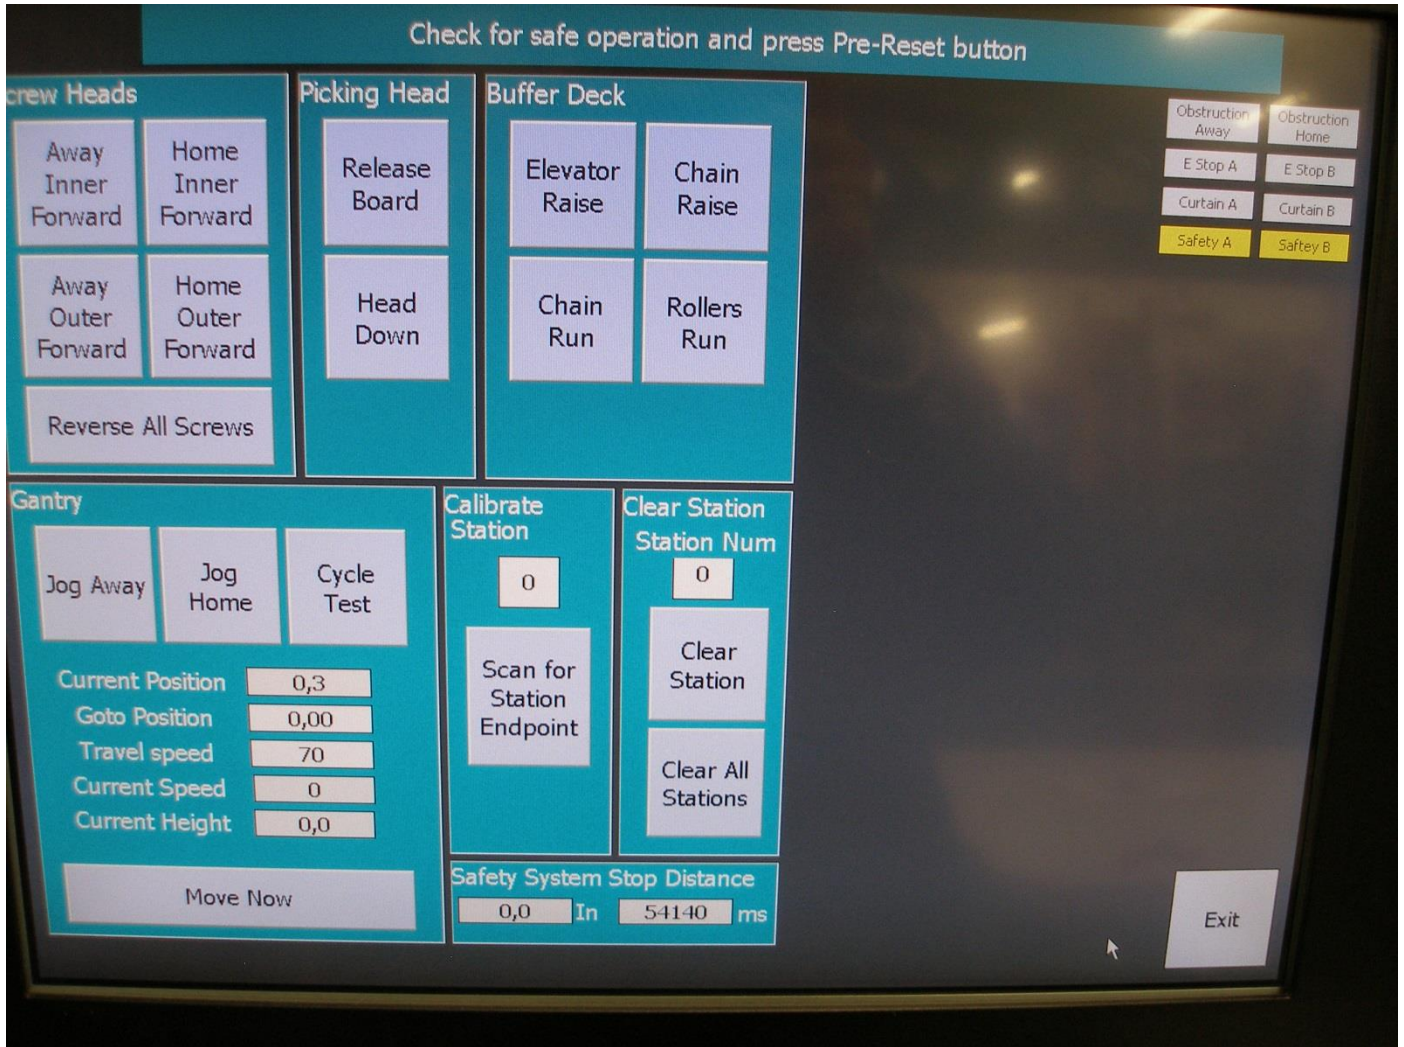 Check for safe operation and press Pre-Reset button
crew Heads
Away
Inner
Forward
Home
Inner
Forward
Away
Outer
Forward
Home
Outer
Forward
Reverse All Screws
Picking Head
Release
Board
Head
Down
Buffer Deck
Elevator
Raise
Chain
Raise
Chain
Run
Rollers
Run
Obstruction
Away
Obstruction
Home
E Stop A
E Stop B
Curtain A
Curtain B
Safety A
Saftey B
Gantry
Jog Away
Jog
Home
Cycle
Test
Current Position 0,3
Goto Position 0,00
Travel speed 70
Current Speed 0
Current Height 0,0
Move Now
Calibrate
Station
0
Scan for
Station
Endpoint
Clear Station
Station Num
0
Clear
Station
Clear All
Stations
Safety System Stop Distance
0,0 In 54140 ms
Exit